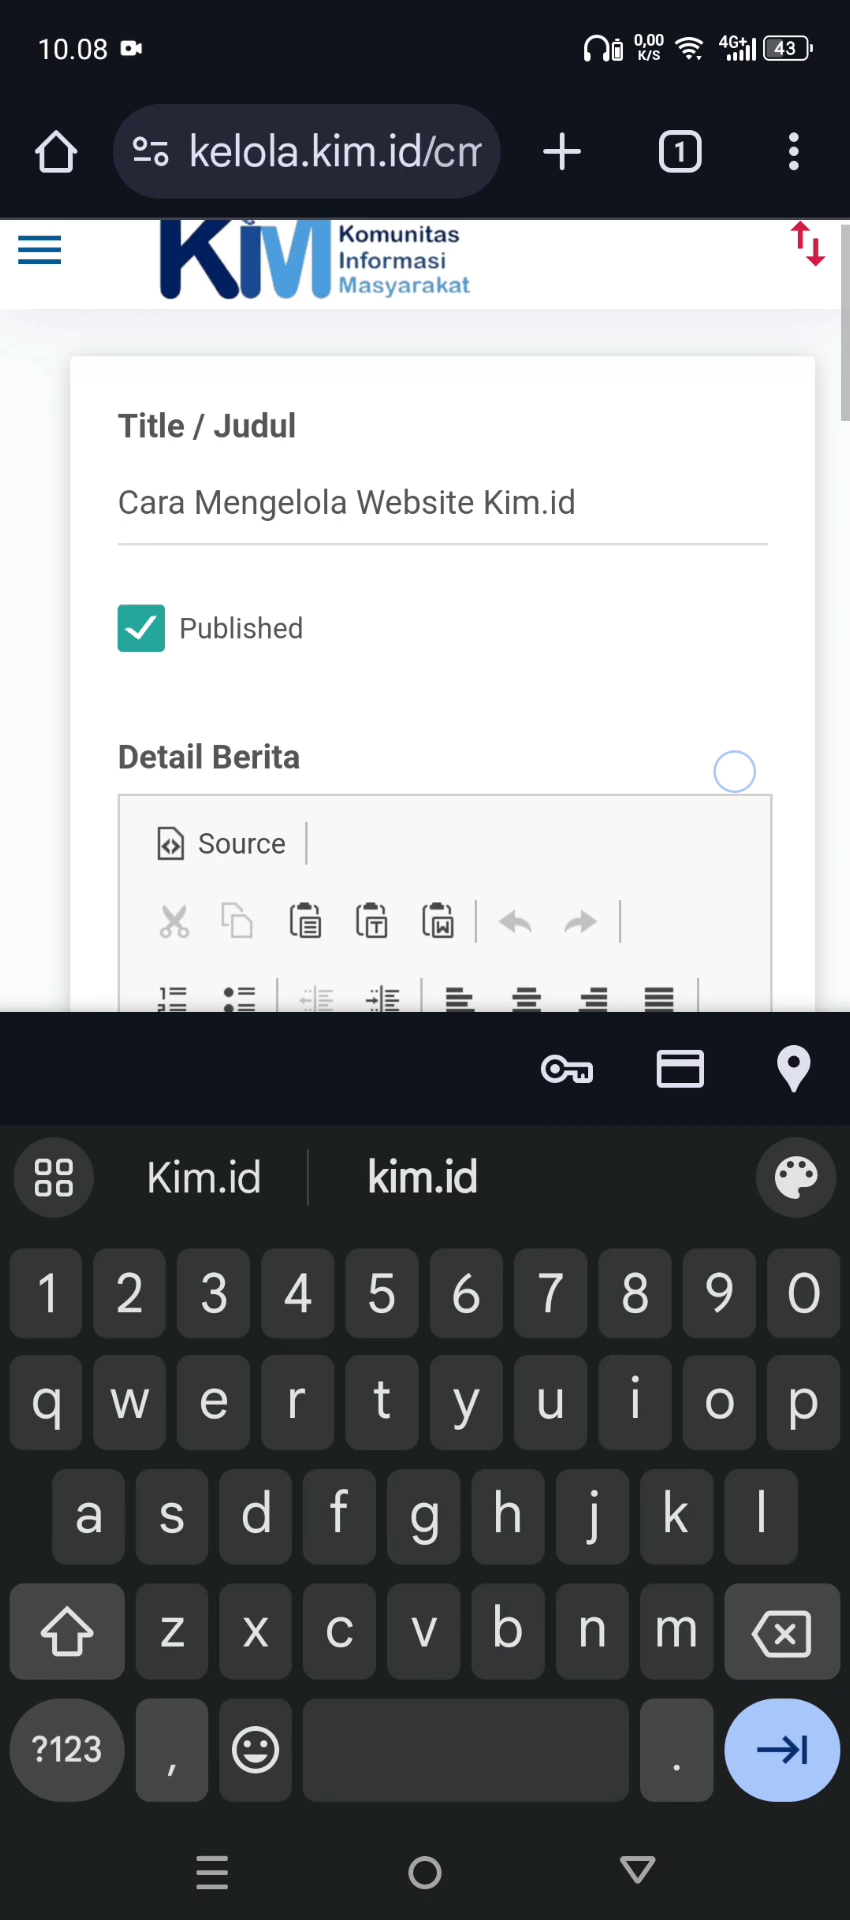 10.08
0,00
K/S
4G+
43
kelola.kim.id/cm
1
KiM
Komunitas
Informasi
Masyarakat
Title / Judul
Cara Mengelola Website Kim.id
Published
Detail Berita
Source
Kim.id
kim.id
1 2 3 4 5 6 7 8 9 0
q w e r t y u i o p
a s d f g h j k l
z x c v b n m
?123 , .